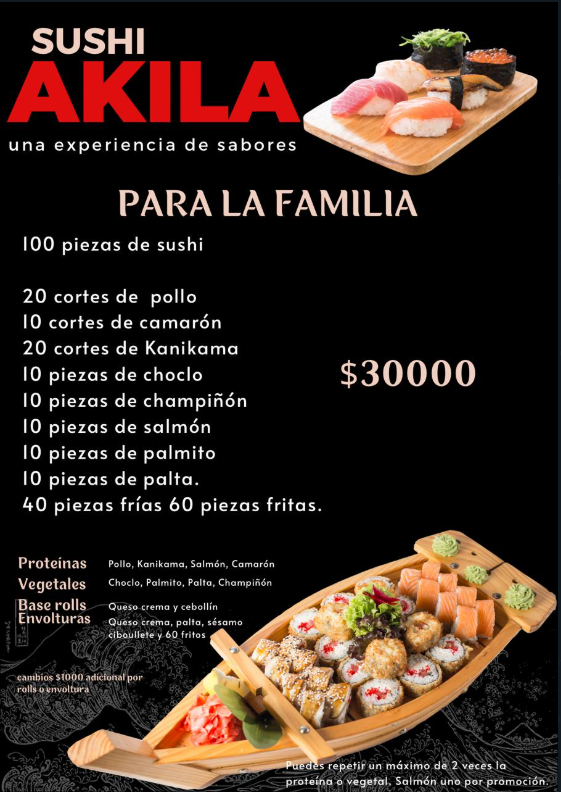 SUSHI
AKILA
una experiencia de sabores
PARA LA FAMILIA
100 piezas de sushi
20 cortes de pollo
10 cortes de camarón
20 cortes de Kanikama
10 piezas de choclo
10 piezas de champiñón
10 piezas de salmón
10 piezas de palmito
10 piezas de palta.
40 piezas frías 60 piezas fritas.
$30000
Proteínas Pollo, Kanikama, Salmón, Camarón
Vegetales Choclo, Palmito, Palta, Champiñón
Base rolls Queso crema y cebollín
Envolturas Queso crema, palta, sésamo
ciboullete y 60 fritos
cambios $1000 adicional por
rolls o envoltura
Puedes repetir un máximo de 2 veces la
proteína o vegetal, Salmón uno por promoción.